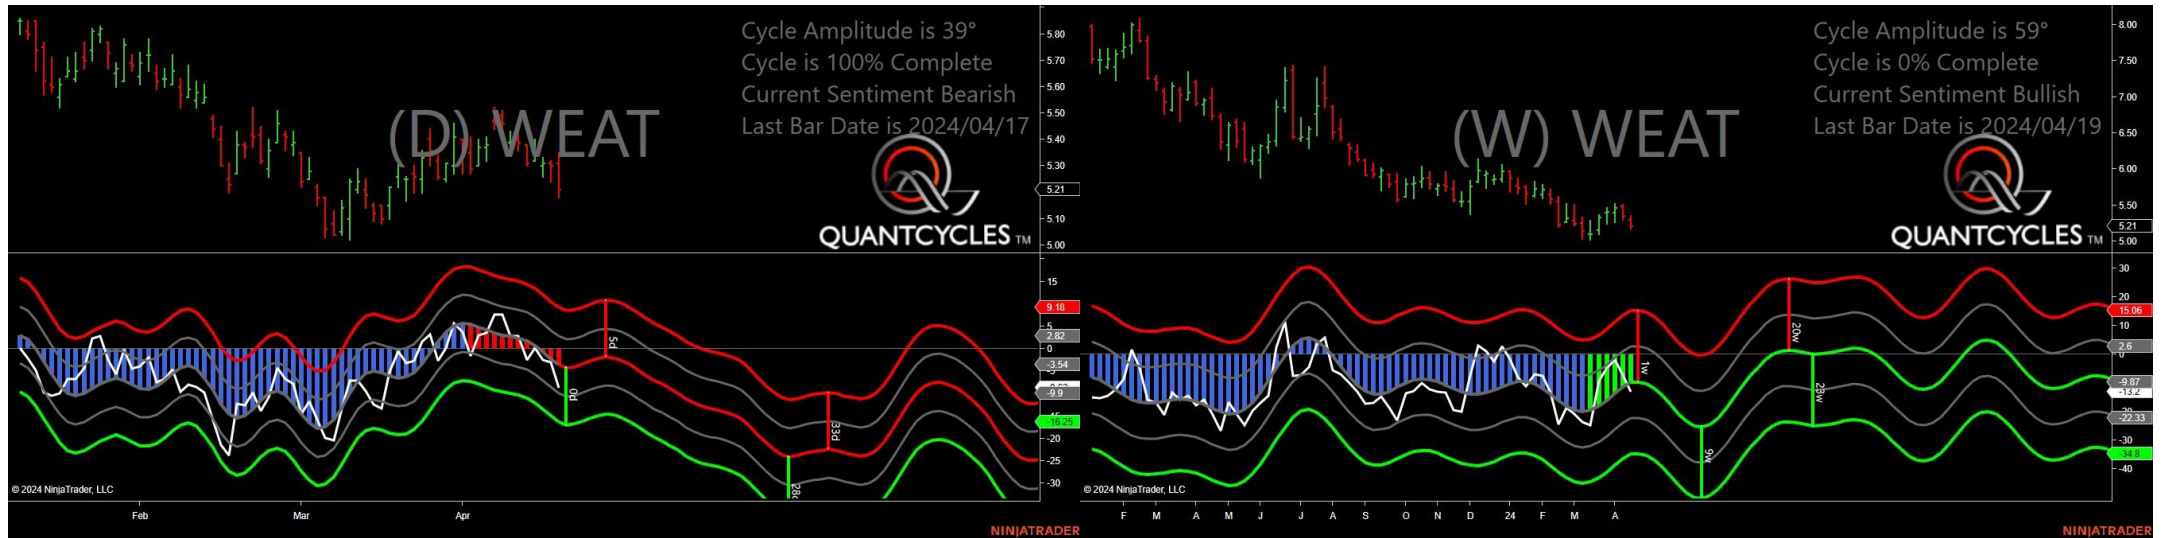 Cycle Amplitude is 39°
Cycle is 100% Complete
Current Sentiment Bearish
Last Bar Date is 2024/04/17
(D) WEAT
QUANTCYCLES TM
5.80
5.70
5.60
5.50
5.40
5.30
5.21
5.10
5.00
15
9.18
5
2.82
0
-3.54
-9.9
-16.25
-20
-25
-30
5d
0d
33d
28d
© 2024 NinjaTrader, LLC
Feb Mar Apr
NINJATRADER
Cycle Amplitude is 59°
Cycle is 0% Complete
Current Sentiment Bullish
Last Bar Date is 2024/04/19
(W) WEAT
QUANTCYCLES TM
8.00
7.50
7.00
6.50
6.00
5.50
5.21
5.00
30
20
15.06
10
2.6
0
-9.87
-13.2
-22.33
-30
-34.8
-40
1w
9w
20w
23w
© 2024 NinjaTrader, LLC
F M A M J J A S O N D 24 F M A
NINJATRADER